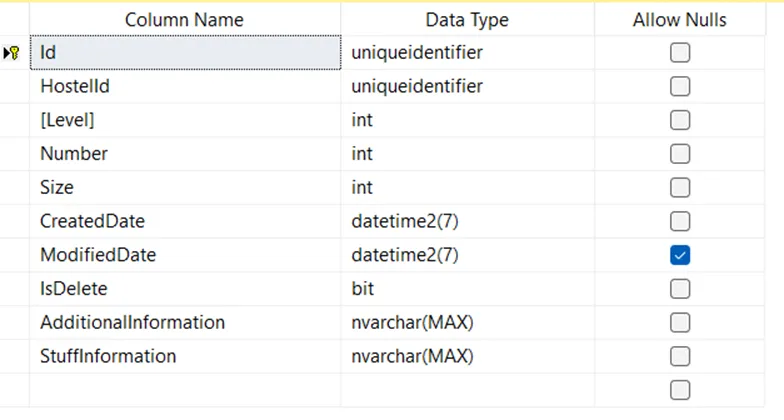 Column Name Data Type Allow Nulls
Id uniqueidentifier
HostelId uniqueidentifier
[Level] int
Number int
Size int
CreatedDate datetime2(7)
ModifiedDate datetime2(7)
IsDelete bit
AdditionalInformation nvarchar(MAX)
StuffInformation nvarchar(MAX)